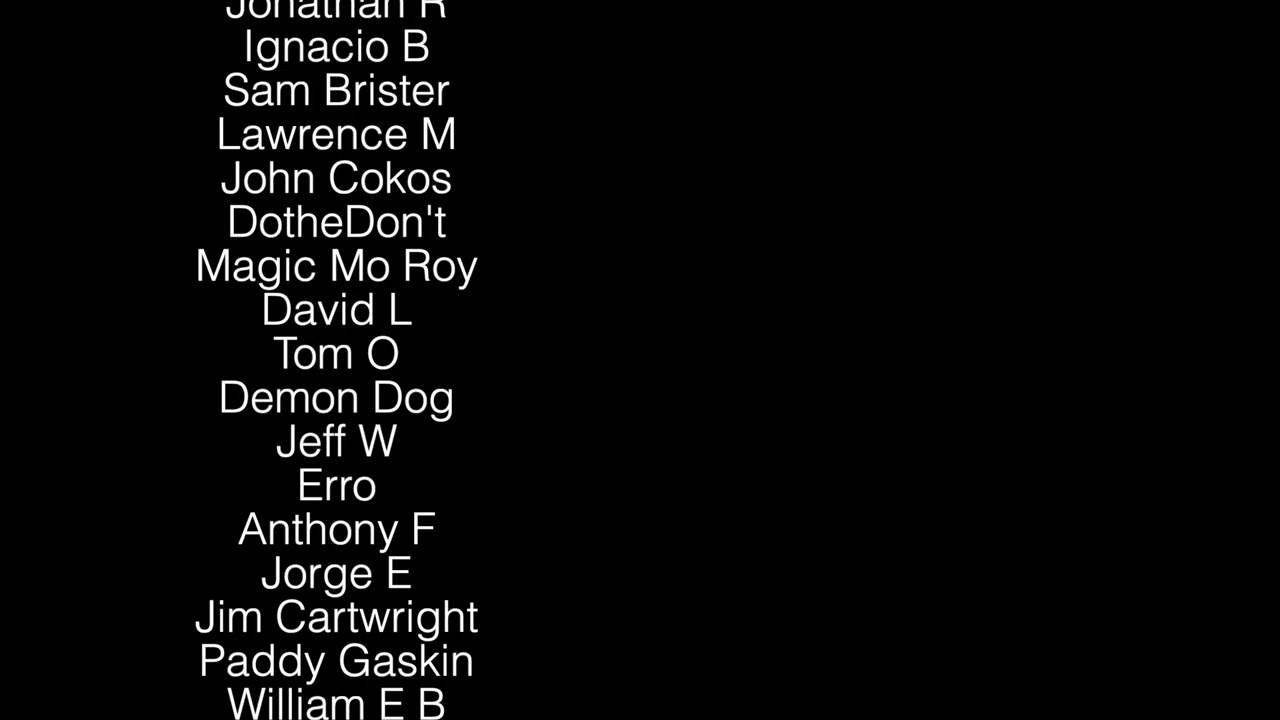 Jonathan R
Ignacio B
Sam Brister
Lawrence M
John Cokos
DotheDon't
Magic Mo Roy
David L
Tom O
Demon Dog
Jeff W
Erro
Anthony F
Jorge E
Jim Cartwright
Paddy Gaskin
William E B